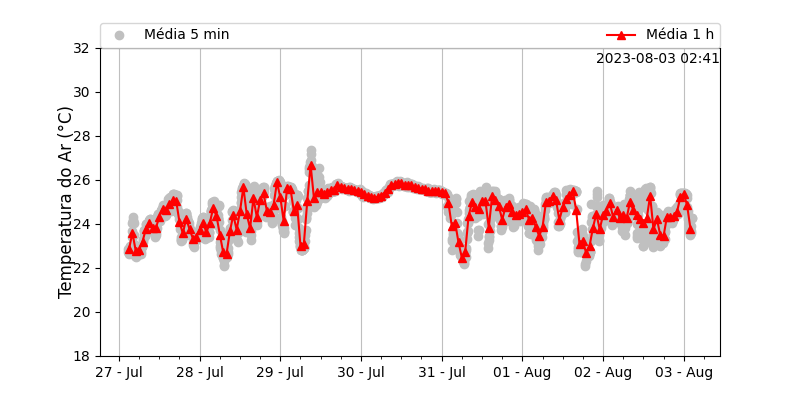 Média 5 min
Média 1 h
2023-08-03 02:41
Temperatura do Ar (°C)
32
30
28
26
24
22
20
18
27 - Jul
28 - Jul
29 - Jul
30 - Jul
31 - Jul
01 - Aug
02 - Aug
03 - Aug